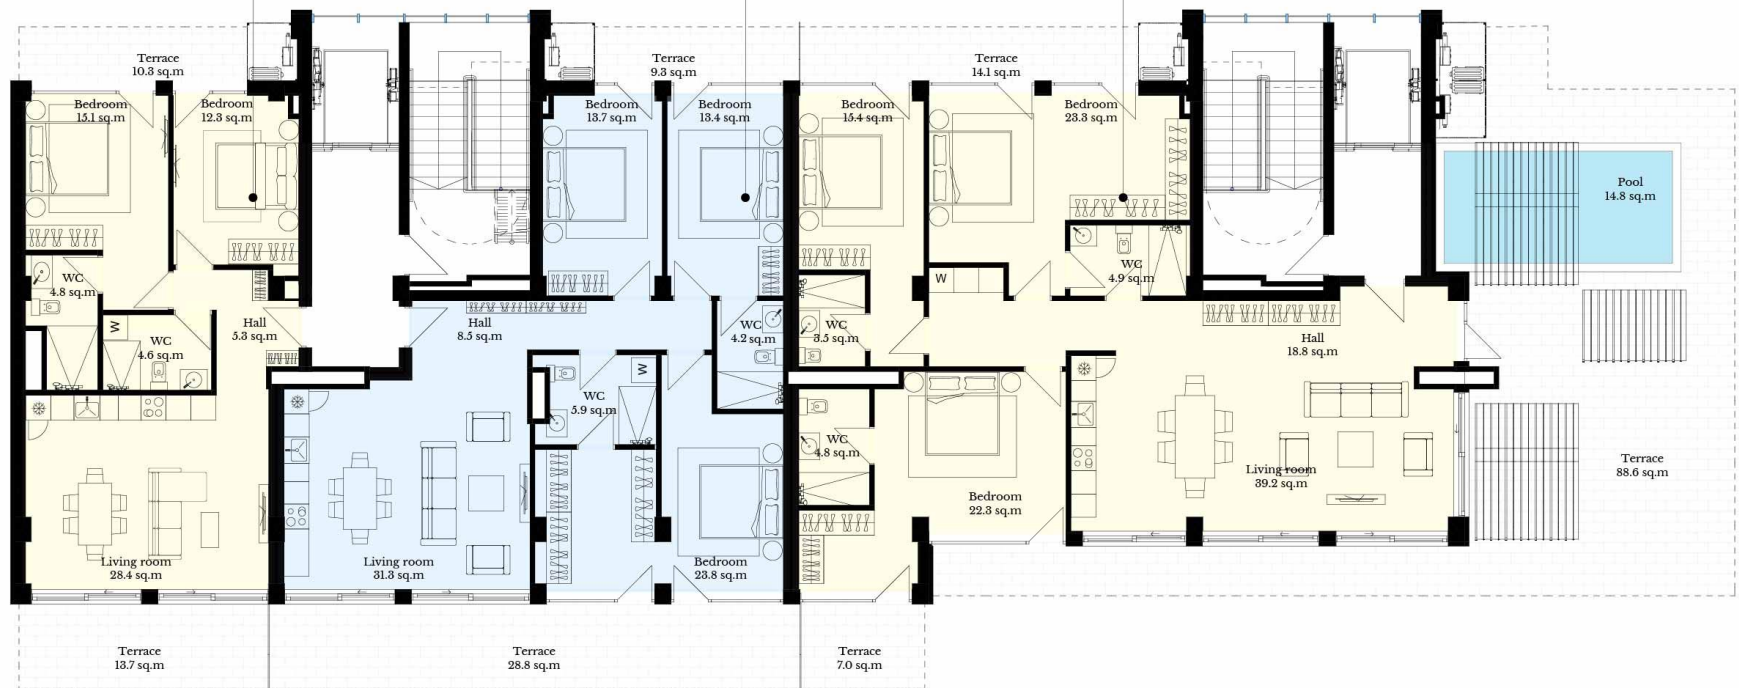 Terrace
10.3 sq.m
Terrace
9.3 sq.m
Terrace
14.1 sq.m
Bedroom
15.1 sq.m
Bedroom
12.3 sq.m
Bedroom
13.7 sq.m
Bedroom
13.4 sq.m
Bedroom
15.4 sq.m
Bedroom
23.3 sq.m
Pool
14.8 sq.m
WC
4.8 sq.m
WC
4.9 sq.m
W
Hall
5.3 sq.m
W
WC
4.6 sq.m
Hall
8.5 sq.m
WC
4.2 sq.m
WC
3.5 sq.m
Hall
18.8 sq.m
W
WC
5.9 sq.m
WC
4.8 sq.m
Living room
39.2 sq.m
Terrace
88.6 sq.m
Bedroom
22.3 sq.m
Living room
28.4 sq.m
Living room
31.3 sq.m
Bedroom
23.8 sq.m
Terrace
13.7 sq.m
Terrace
28.8 sq.m
Terrace
7.0 sq.m